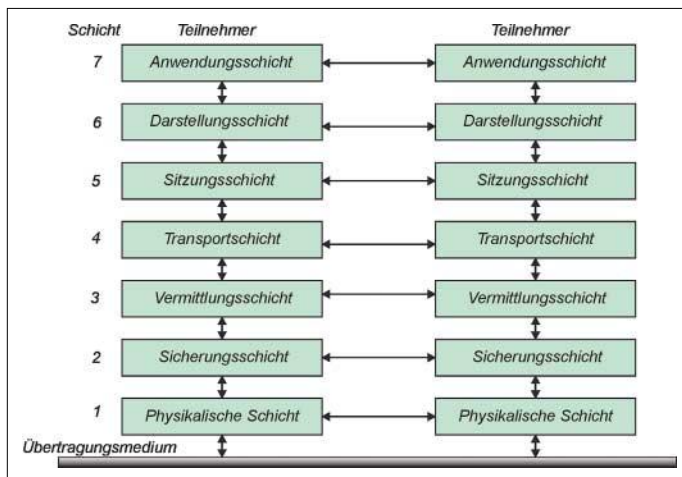 Schicht Teilnehmer Teilnehmer
7 Anwendungsschicht Anwendungsschicht
6 Darstellungsschicht Darstellungsschicht
5 Sitzungsschicht Sitzungsschicht
4 Transportschicht Transportschicht
3 Vermittlungsschicht Vermittlungsschicht
2 Sicherungsschicht Sicherungsschicht
1 Physikalische Schicht Physikalische Schicht
Übertragungsmedium